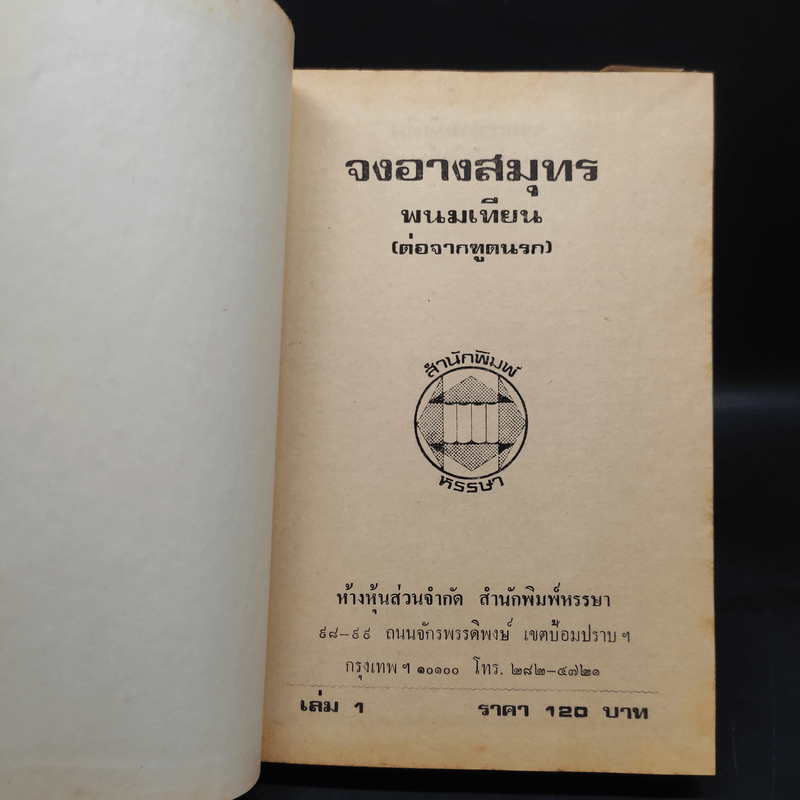 จงอางสมุทร
พนมเทียน
(ต่อจากทูตนรก)
สำนักพิมพ์
หรรษา
ห้างหุ้นส่วนจำกัด สำนักพิมพ์หรรษา
๙๘–๙๙ ถนนจักรพรรดิพงษ์ เขตป้อมปราบ ฯ
กรุงเทพ ฯ ๑๐๑๐๐ โทร. ๒๘๒–๔๗๒๑
เล่ม 1 ราคา 120 บาท